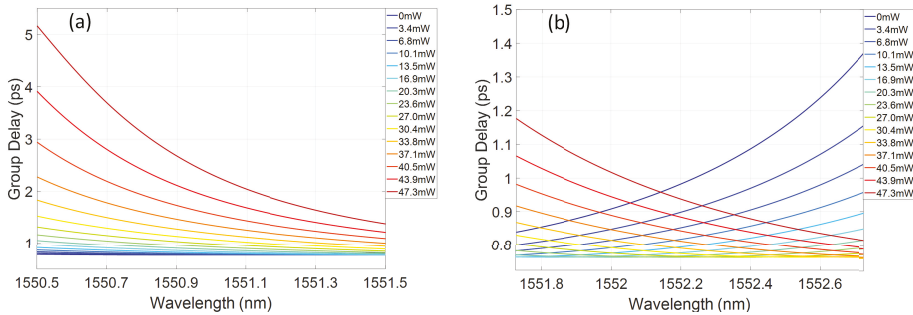 (a)
Group Delay (ps)
5
4
3
2
1
1550.5 1550.7 1550.9 1551.1 1551.3 1551.5
Wavelength (nm)
0mW
3.4mW
6.8mW
10.1mW
13.5mW
16.9mW
20.3mW
23.6mW
27.0mW
30.4mW
33.8mW
37.1mW
40.5mW
43.9mW
47.3mW
(b)
Group Delay (ps)
1.5
1.4
1.3
1.2
1.1
1
0.9
0.8
0.8
1551.8 1552 1552.2 1552.4 1552.6
Wavelength (nm)
0mW
3.4mW
6.8mW
10.1mW
13.5mW
16.9mW
20.3mW
23.6mW
27.0mW
30.4mW
33.8mW
37.1mW
40.5mW
43.9mW
47.3mW